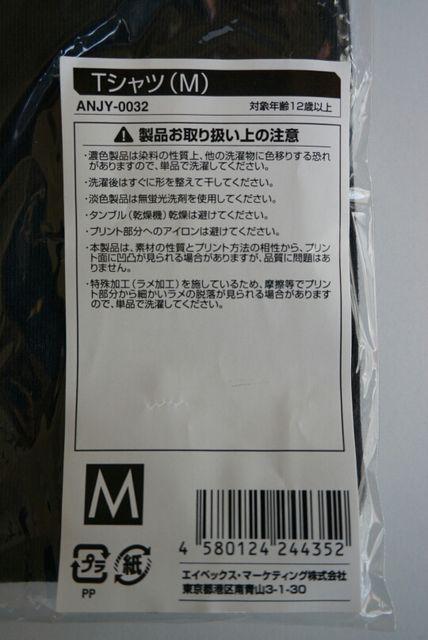 Tシャツ(M)
ANJY-0032 対象年齢12歳以上
製品お取り扱い上の注意
・濃色製品は染料の性質上、他の洗濯物に色移りする恐れ
がありますので、単品で洗濯してください。
・洗濯後はすぐに形を整えて干してください。
・淡色製品は無蛍光洗剤を使用してください。
・タンブル(乾燥機)乾燥は避けてください。
・プリント部分へのアイロンは避けてください。
・本製品は、素材の性質とプリント方法の相性から、プリン
ト面に凹凸が見られる場合がありますが、品質に問題はあ
りません。
・特殊加工(ラメ加工)を施しているため、摩擦等でプリン
ト部分から細かいラメの脱落が見られる場合があります
ので、単品で洗濯してください。
M
4 580124 244352
プラ 紙
PP
エイベックス・マーケティング株式会社
東京都港区南青山3-1-30